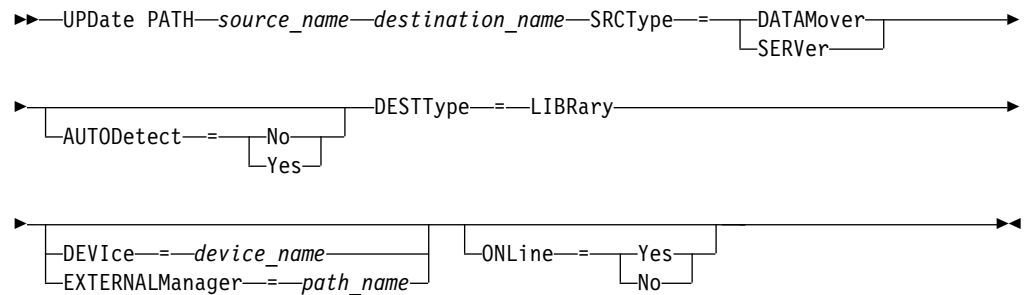 UPDate PATH source_name destination_name SRCType = DATAMover
SERVer
AUTODetect = No
Yes
DESTType = LIBRary
DEVIce = device_name
EXTERNALManager = path_name
ONLine = Yes
No